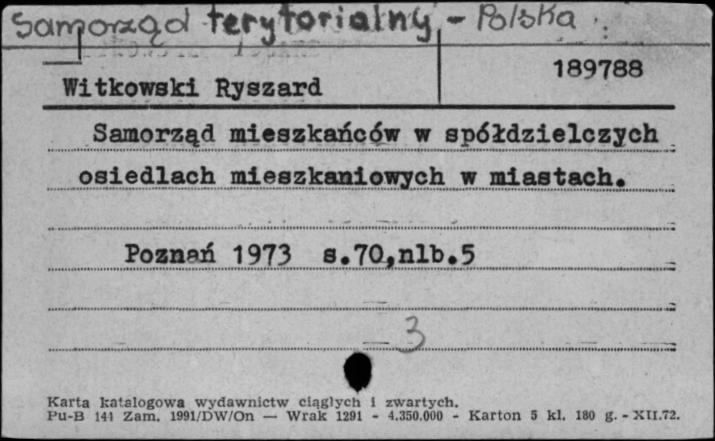 Samorząd terytorialny - Polska
Witkowski Ryszard 189788
Samorząd mieszkańców w spółdzielczych
osiedlach mieszkaniowych w miastach.
Poznań 1973 s.70,nlb.5
3
Karta katalogowa wydawnictw ciągłych i zwartych.
Pu-B 141 Zam. 1991/DW/On — Wrak 1291 - 4.350.000 - Karton 5 kl. 180 g. - XII.72.